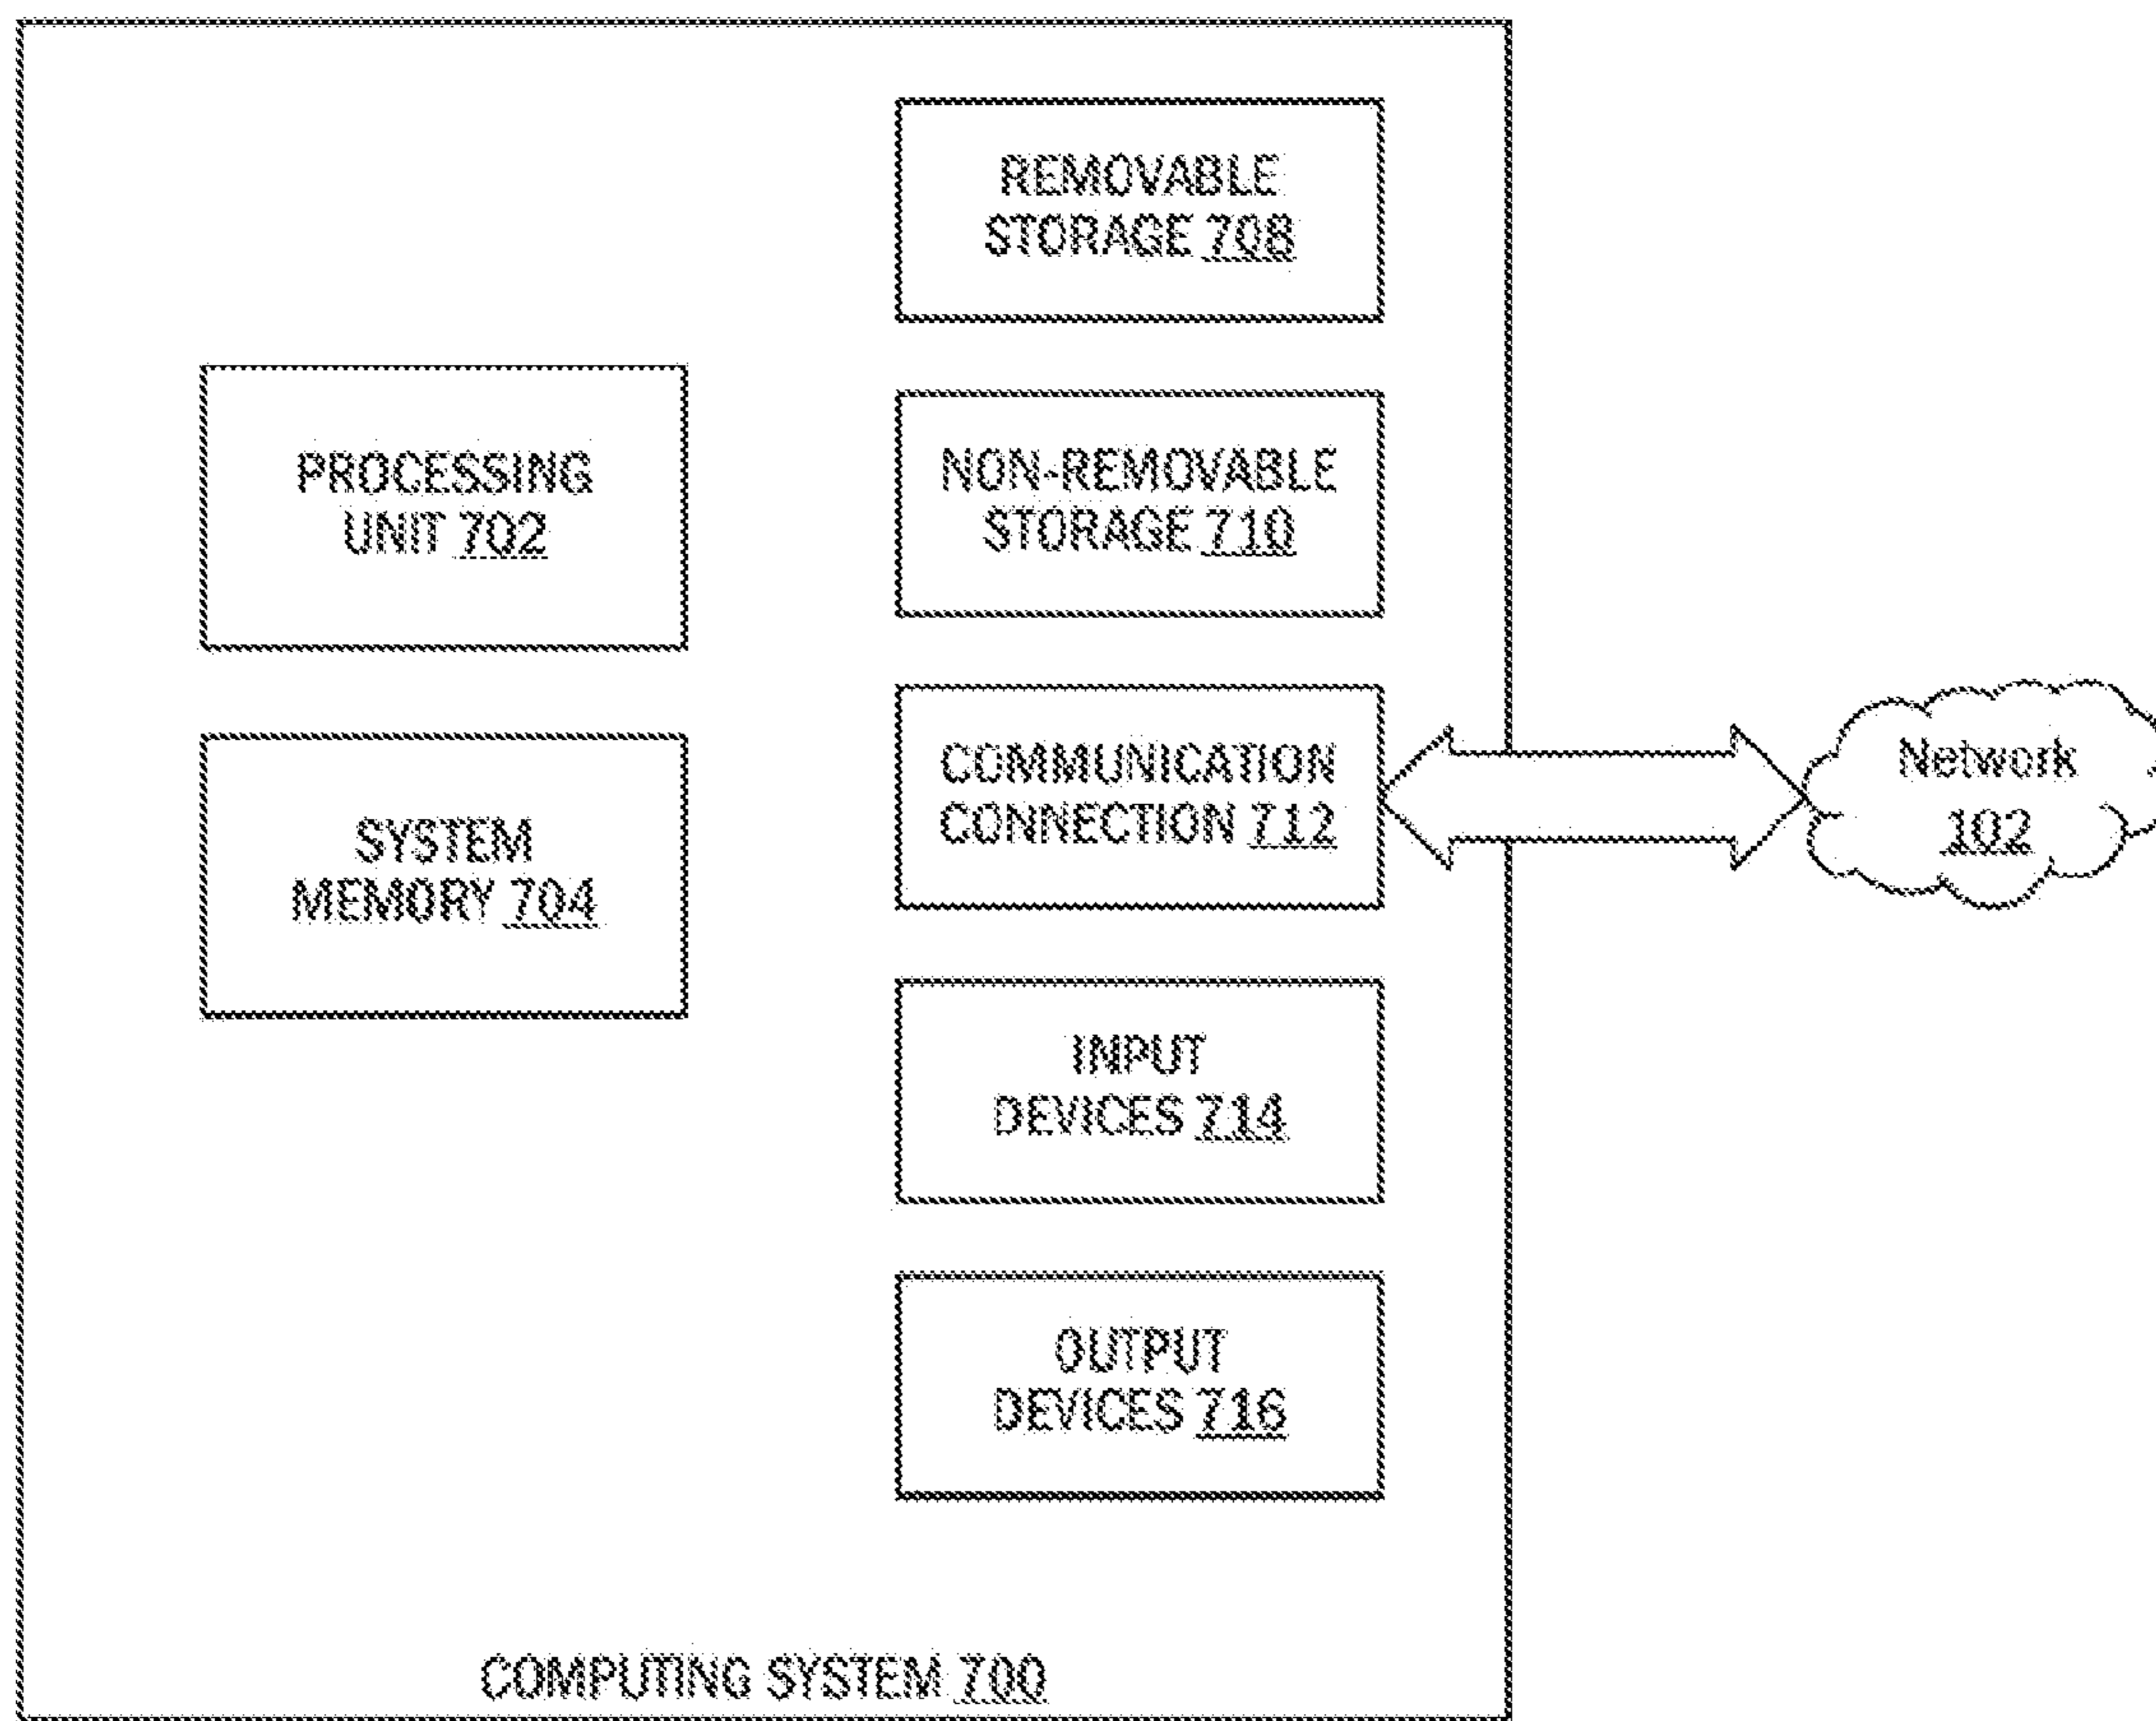 REMOVABLE
STORAGE 708
NON-REMOVABLE
STORAGE 710
PROCESSING
UNIT 702
COMMUNICATION
CONNECTION 712
Network
102
SYSTEM
MEMORY 704
INPUT
DEVICES 714
OUTPUT
DEVICES 716
COMPUTING SYSTEM 700